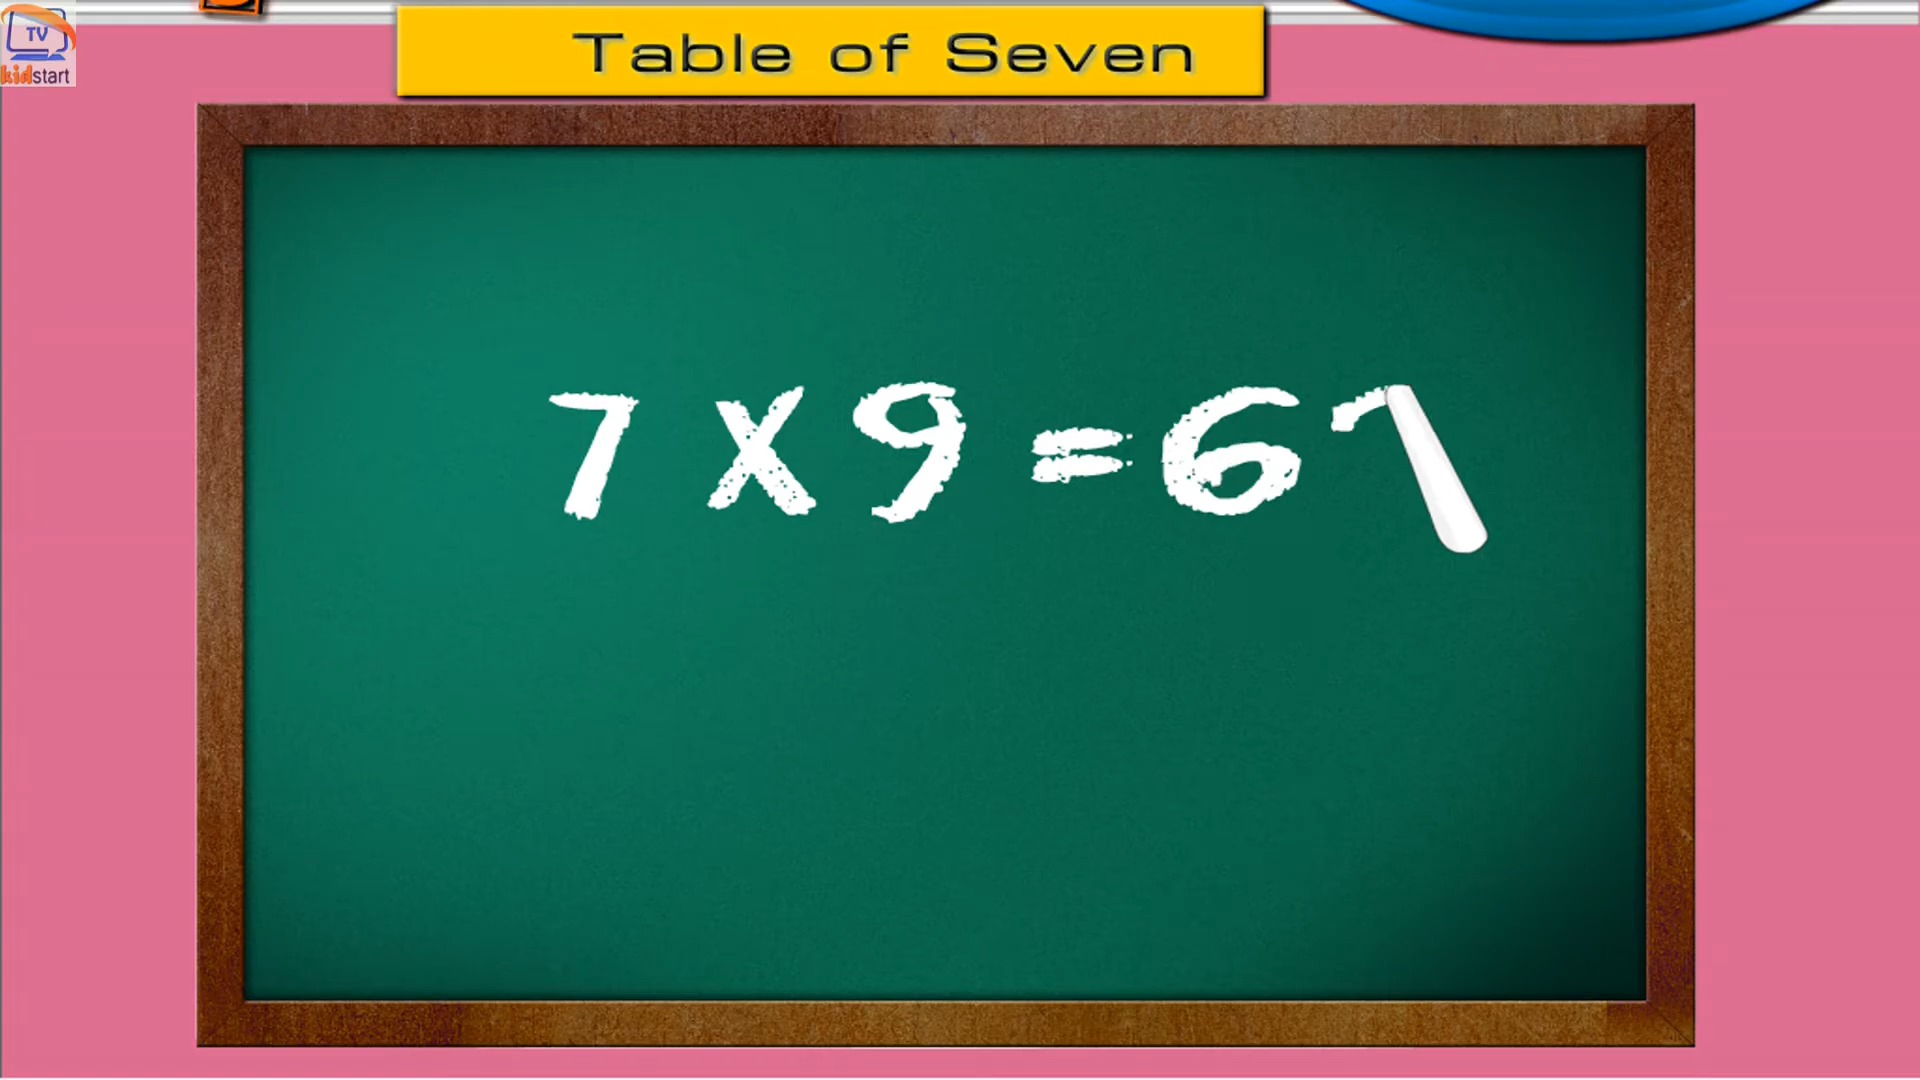 TV
kidstart
Table of Seven
7 x 9 = 6